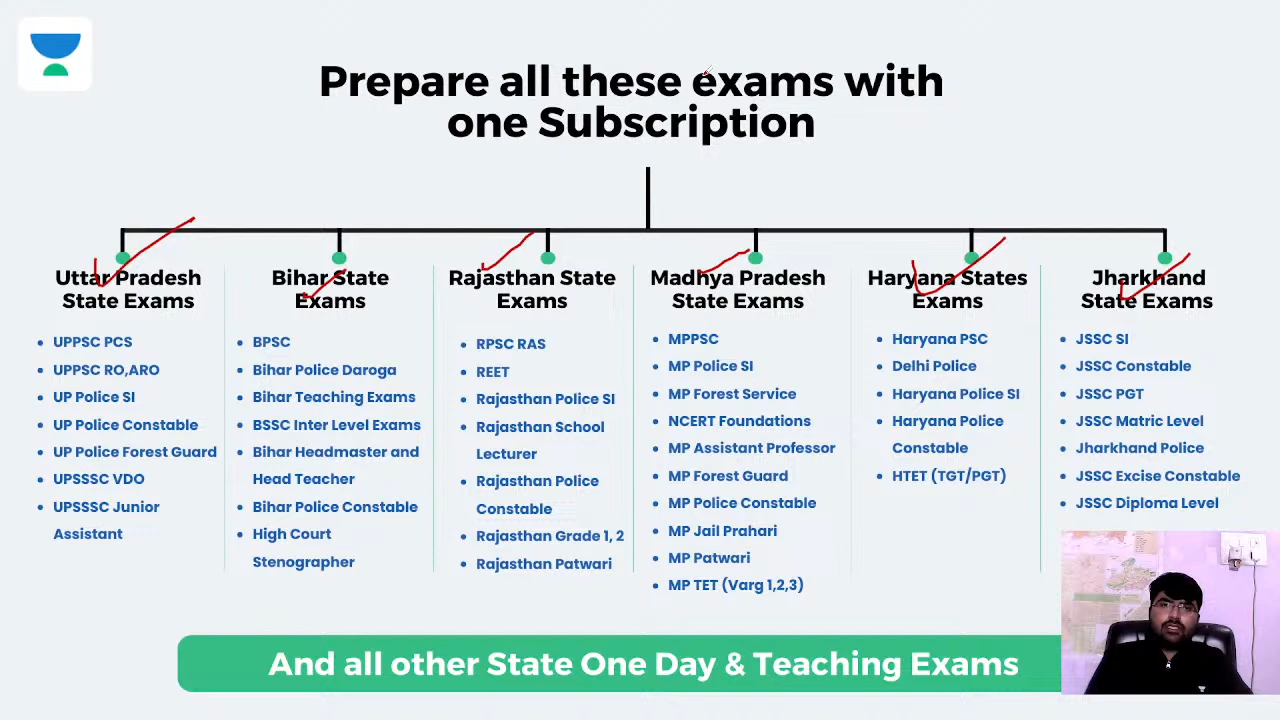 Prepare all these exams with
one Subscription
Uttar Pradesh
State Exams
UPPSC PCS
UPPSC RO,ARO
UP Police SI
UP Police Constable
UP Police Forest Guard
UPSSSC VDO
UPSSSC Junior
Assistant
Bihar State
Exams
BPSC
Bihar Police Daroga
Bihar Teaching Exams
BSSC Inter Level Exams
Bihar Headmaster and
Head Teacher
Bihar Police Constable
High Court
Stenographer
Rajasthan State
Exams
RPSC RAS
REET
Rajasthan Police SI
Rajasthan School
Lecturer
Rajasthan Police
Constable
Rajasthan Grade 1, 2
Rajasthan Patwari
Madhya Pradesh
State Exams
MPPSC
MP Police SI
MP Forest Service
NCERT Foundations
MP Assistant Professor
MP Forest Guard
MP Police Constable
MP Jail Prahari
MP Patwari
MP TET (Varg 1,2,3)
Haryana States
Exams
Haryana PSC
Delhi Police
Haryana Police SI
Haryana Police
Constable
HTET (TGT/PGT)
Jharkhand
State Exams
JSSC SI
JSSC Constable
JSSC PGT
JSSC Matric Level
Jharkhand Police
JSSC Excise Constable
JSSC Diploma Level
And all other State One Day & Teaching Exams